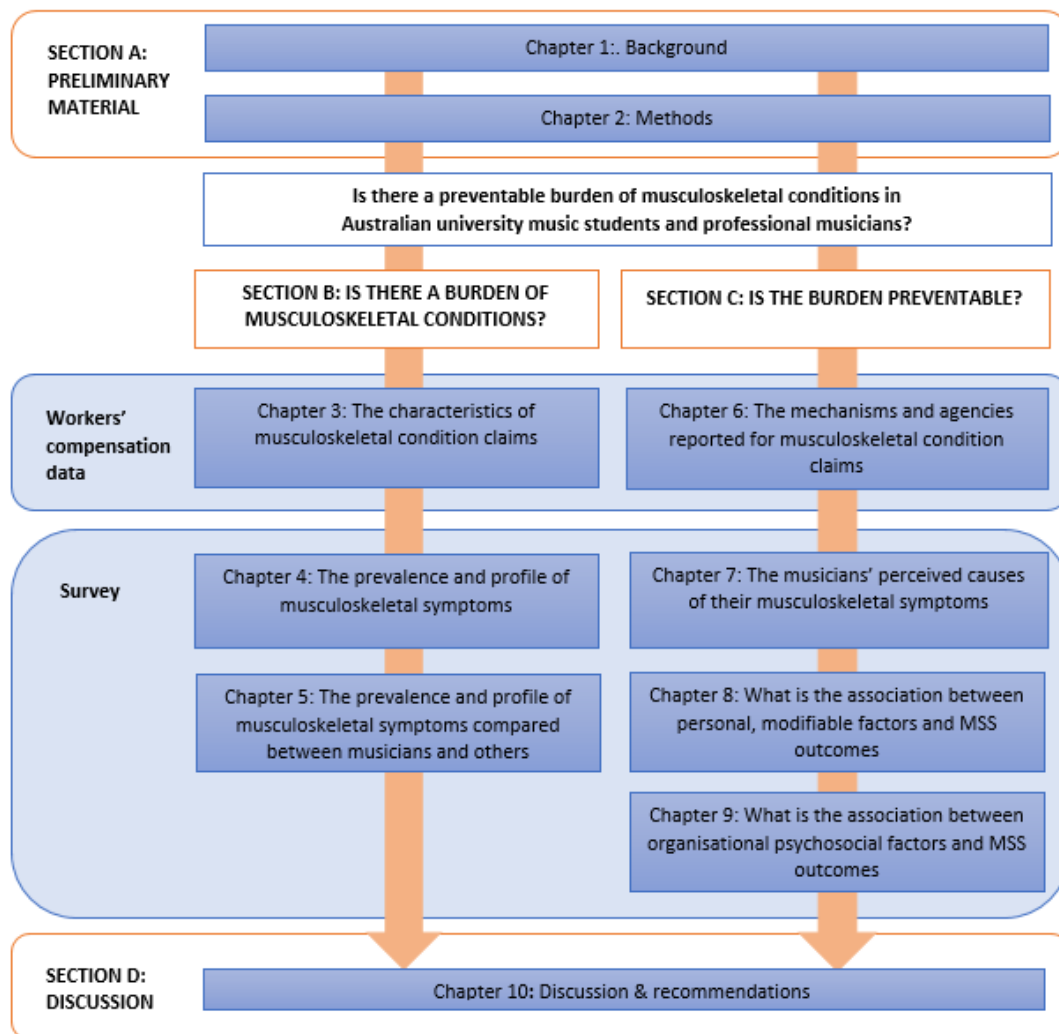 SECTION A:
PRELIMINARY
MATERIAL
Chapter 1:. Background
Chapter 2: Methods
Is there a preventable burden of musculoskeletal conditions in
Australian university music students and professional musicians?
SECTION B: IS THERE A BURDEN OF
MUSCULOSKELETAL CONDITIONS?
SECTION C: IS THE BURDEN PREVENTABLE?
Workers’
compensation
data
Chapter 3: The characteristics of
musculoskeletal condition claims
Chapter 6: The mechanisms and agencies
reported for musculoskeletal condition
claims
Survey
Chapter 4: The prevalence and profile of
musculoskeletal symptoms
Chapter 7: The musicians’ perceived causes
of their musculoskeletal symptoms
Chapter 5: The prevalence and profile of
musculoskeletal symptoms compared
between musicians and others
Chapter 8: What is the association between
personal, modifiable factors and MSS
outcomes
Chapter 9: What is the association between
organisational psychosocial factors and MSS
outcomes
SECTION D:
DISCUSSION
Chapter 10: Discussion & recommendations